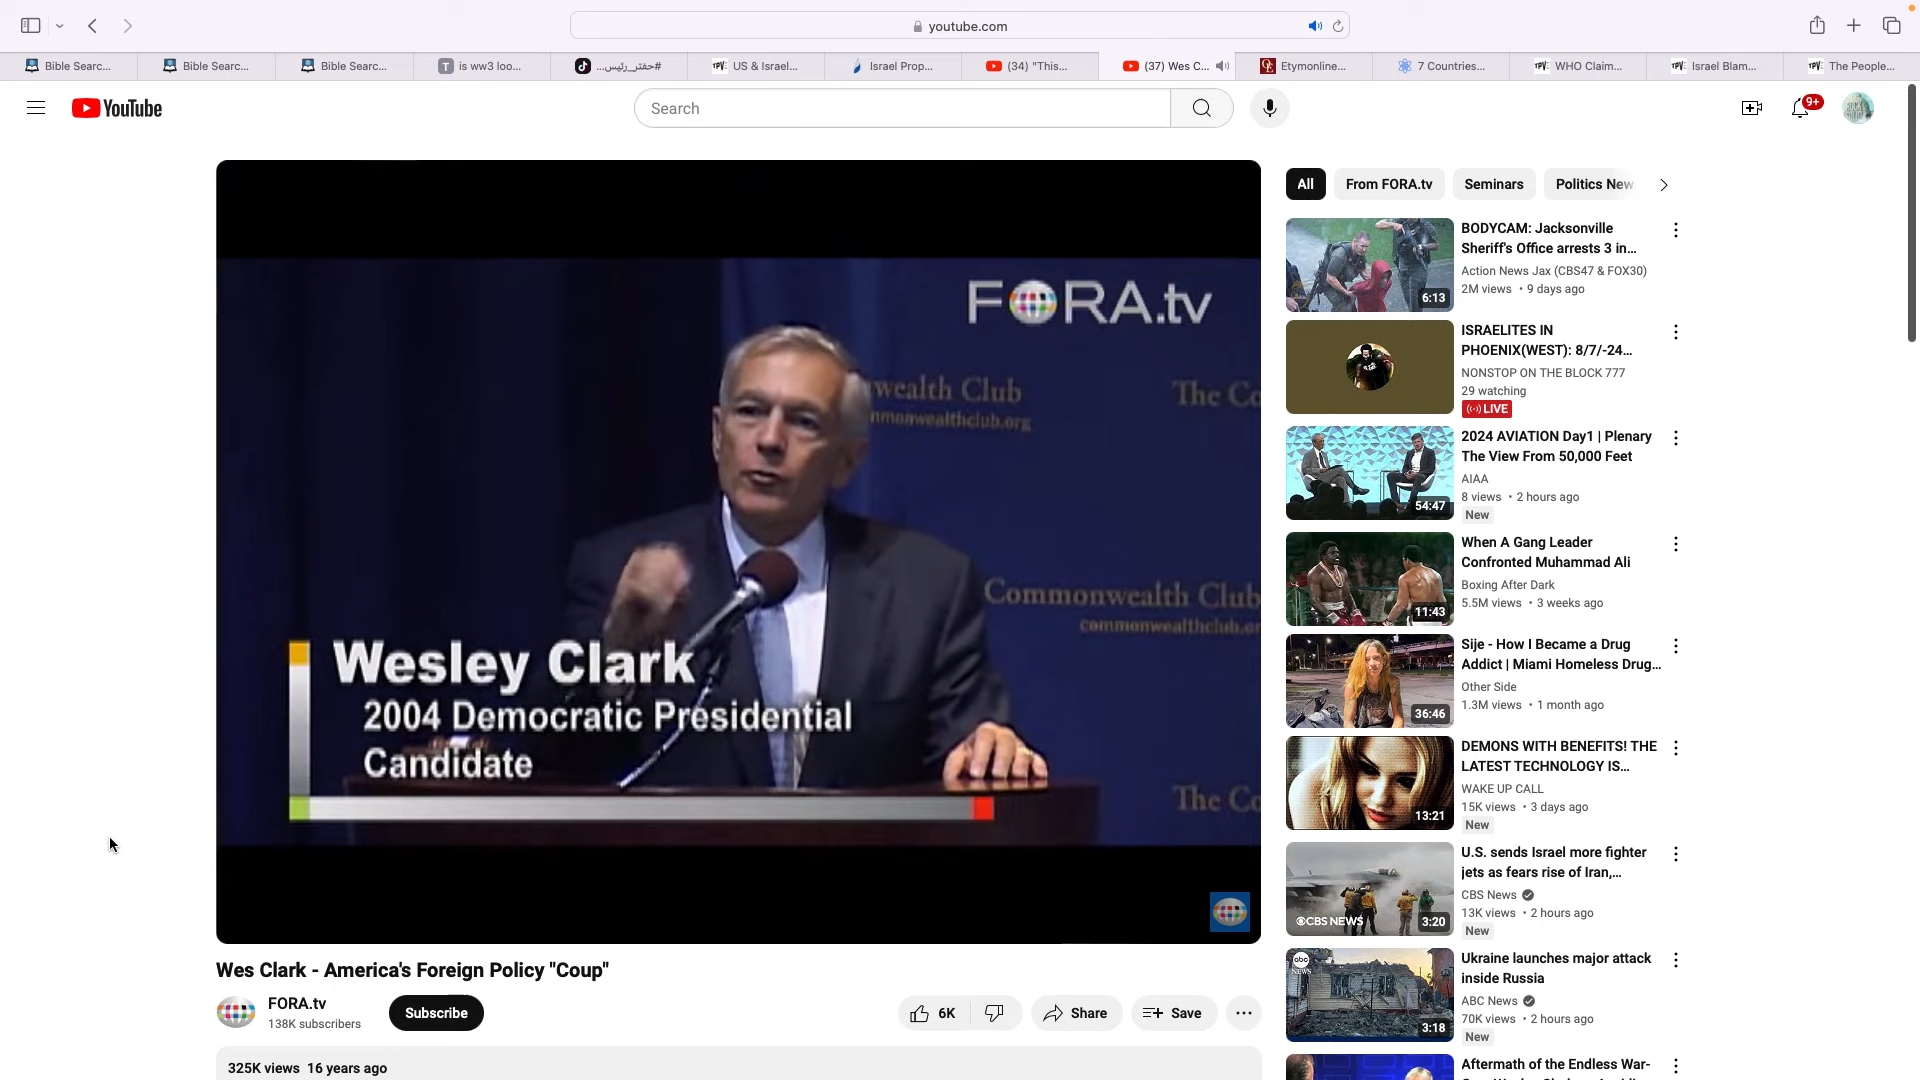 youtube.com
Bible Searc...
Bible Searc...
Bible Searc...
is ww3 loo...
#حفتر_رئيس...
US & Israel...
Israel Prop...
(34) "This...
(37) Wes C...
Etymonline...
7 Countries...
WHO Claim...
Israel Blam...
The People...
YouTube
Search
9+
FORA.tv
wealth Club
mmonwealthclub.org
The Co
Commonwealth Club
commonwealthclub.or
The Co
Wesley Clark
2004 Democratic Presidential
Candidate
Wes Clark - America's Foreign Policy "Coup"
FORA.tv
138K subscribers
Subscribe
6K
Share
Save
325K views 16 years ago
All
From FORA.tv
Seminars
Politics New
BODYCAM: Jacksonville
Sheriff's Office arrests 3 in...
Action News Jax (CBS47 & FOX30)
2M views • 9 days ago
6:13
ISRAELITES IN
PHOENIX(WEST): 8/7/-24...
NONSTOP ON THE BLOCK 777
29 watching
LIVE
2024 AVIATION Day1 | Plenary
The View From 50,000 Feet
AIAA
8 views • 2 hours ago
New
54:47
When A Gang Leader
Confronted Muhammad Ali
Boxing After Dark
5.5M views • 3 weeks ago
11:43
Sije - How I Became a Drug
Addict | Miami Homeless Drug...
Other Side
1.3M views • 1 month ago
36:46
DEMONS WITH BENEFITS! THE
LATEST TECHNOLOGY IS...
WAKE UP CALL
15K views • 3 days ago
New
13:21
U.S. sends Israel more fighter
jets as fears rise of Iran,...
CBS News
13K views • 2 hours ago
New
CBS NEWS
3:20
Ukraine launches major attack
inside Russia
ABC News
70K views • 2 hours ago
New
abc
NEWS
3:18
Aftermath of the Endless War-